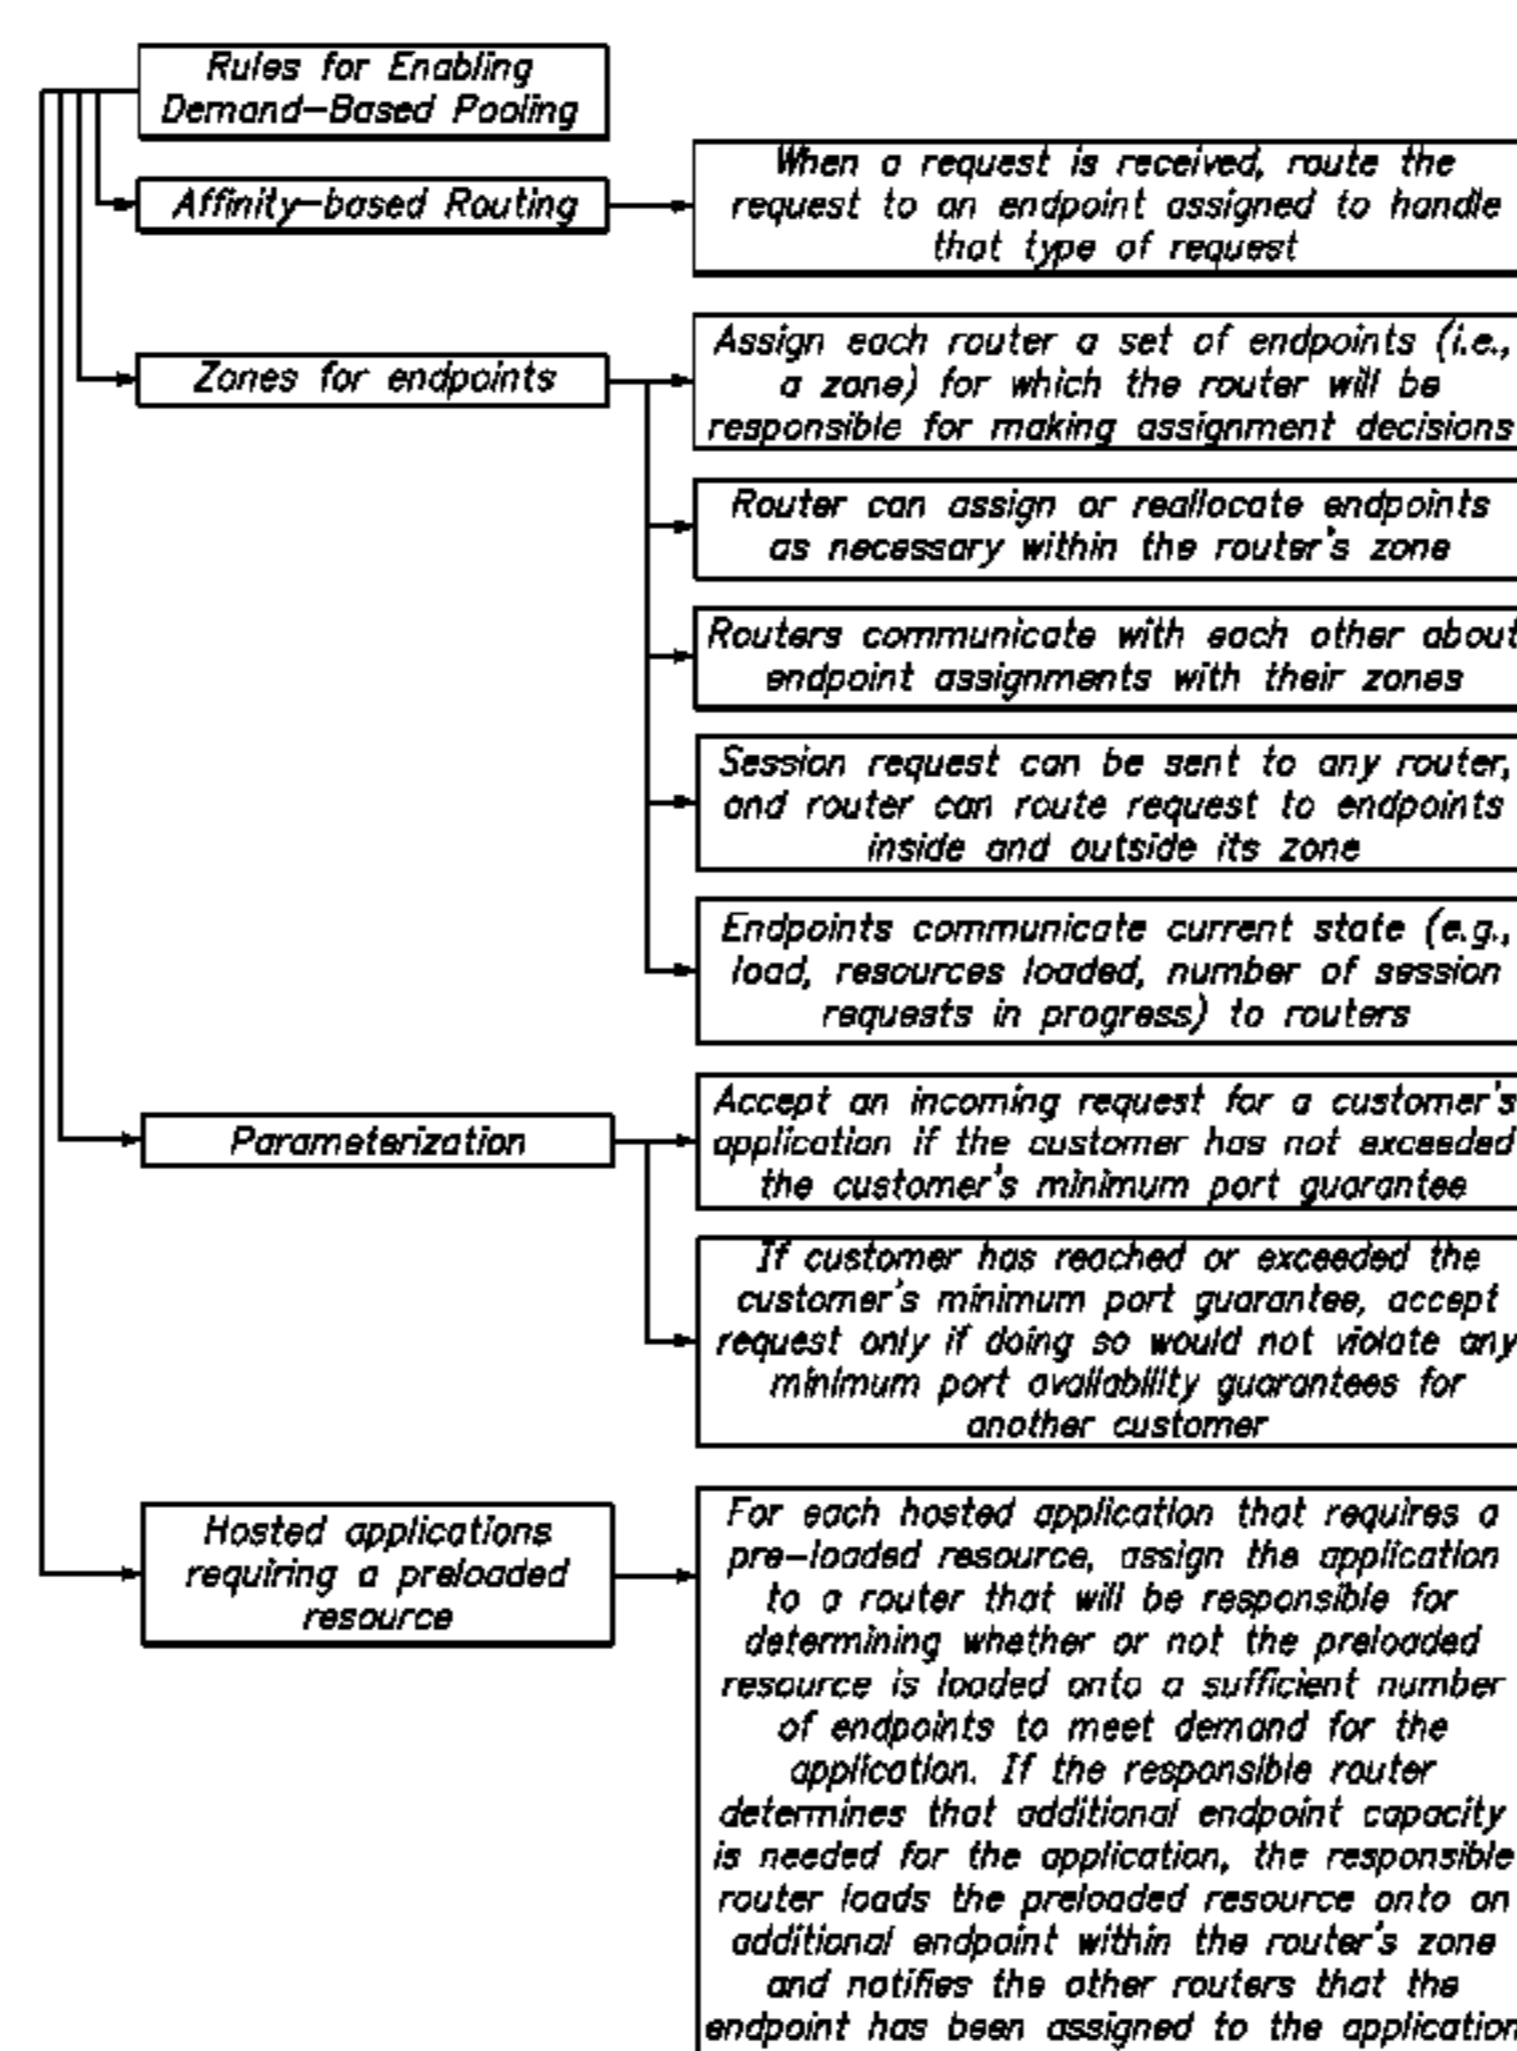 Rules for Enabling
Demand-Based Pooling
Affinity-based Routing
When a request is received, route the
request to an endpoint assigned to handle
that type of request
Zones for endpoints
Assign each router a set of endpoints (i.e.,
a zone) for which the router will be
responsible for making assignment decisions
Router can assign or reallocate endpoints
as necessary within the router's zone
Routers communicate with each other about
endpoint assignments with their zones
Session request can be sent to any router,
and router can route request to endpoints
inside and outside its zone
Endpoints communicate current state (e.g.,
load, resources loaded, number of session
requests in progress) to routers
Parameterization
Accept an incoming request for a customer's
application if the customer has not exceeded
the customer's minimum port guarantee
If customer has reached or exceeded the
customer's minimum port guarantee, accept
request only if doing so would not violate any
minimum port availability guarantees for
another customer
Hosted applications
requiring a preloaded
resource
For each hosted application that requires a
pre-loaded resource, assign the application
to a router that will be responsible for
determining whether or not the preloaded
resource is loaded onto a sufficient number
of endpoints to meet demand for the
application. If the responsible router
determines that additional endpoint capacity
is needed for the application, the responsible
router loads the preloaded resource onto an
additional endpoint within the router's zone
and notifies the other routers that the
endpoint has been assigned to the application